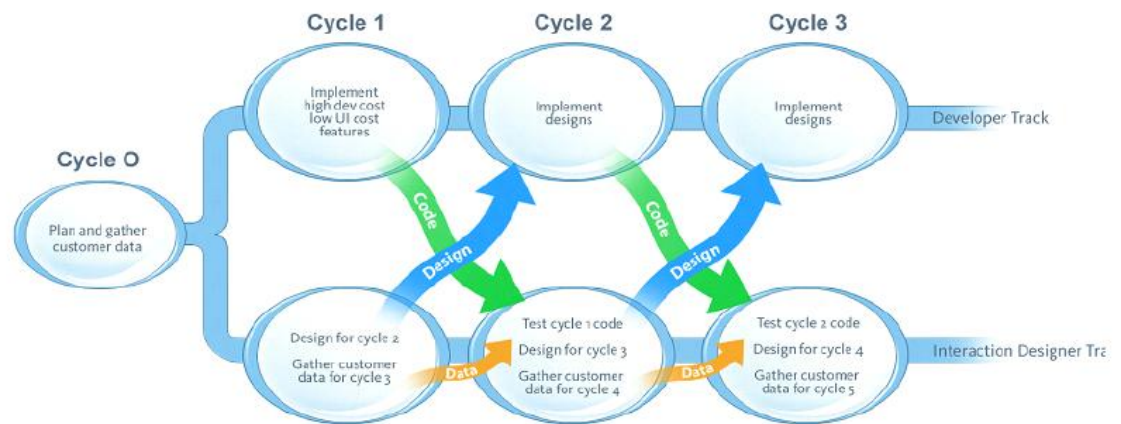 Cycle 1
Cycle 2
Cycle 3
Implement
high dev cost
low UI cost
features
Implement
designs
Implement
designs
Developer Track
Cycle O
Plan and gather
customer data
Code
Design
Code
Design
Design for cycle 2
Gather customer
data for cycle 3
Data
Test cycle 1 code
Design for cycle 3
Gather customer
data for cycle 4
Data
Test cycle 2 code
Design for cycle 4
Gather customer
data for cycle 5
Interaction Designer Tra